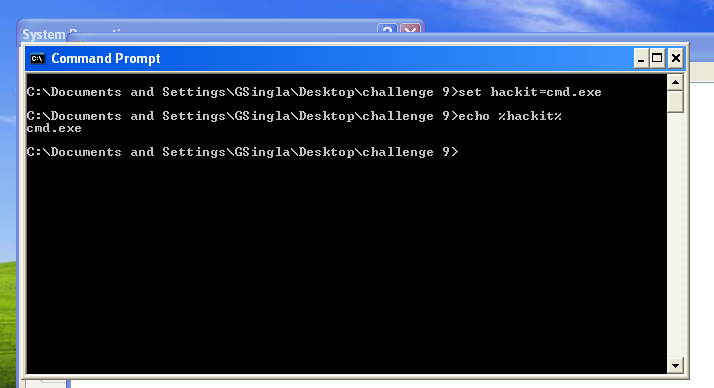 System
Command Prompt
C:\Documents and Settings\GSingla\Desktop\challenge 9>set hackit=cmd.exe
C:\Documents and Settings\GSingla\Desktop\challenge 9>echo %hackit%
cmd.exe
C:\Documents and Settings\GSingla\Desktop\challenge 9>